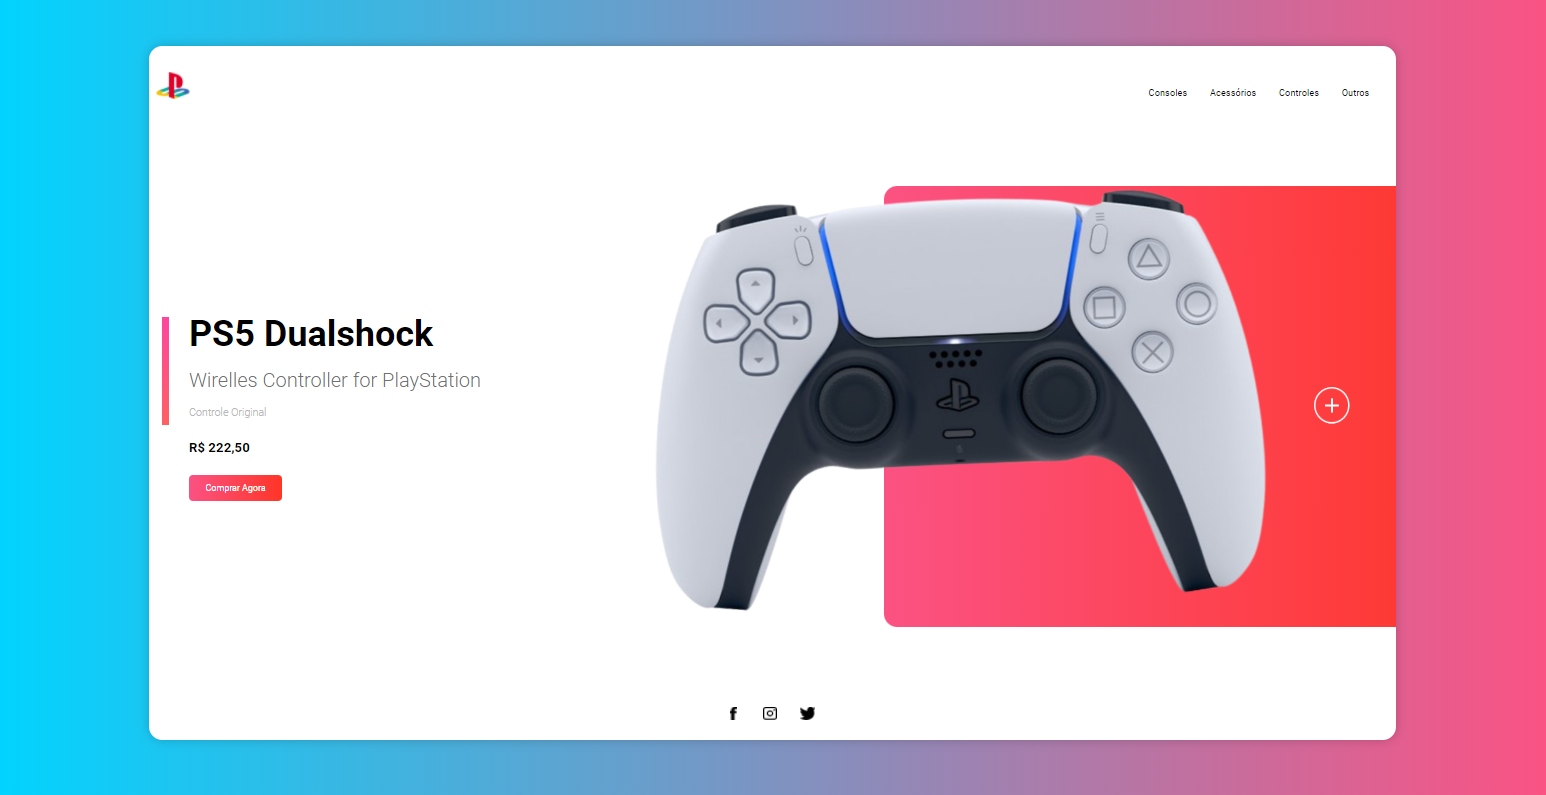 Consoles Acessórios Controles Outros
PS5 Dualshock
Wirelles Controller for PlayStation
Controle Original
R$ 222,50
Comprar Agora